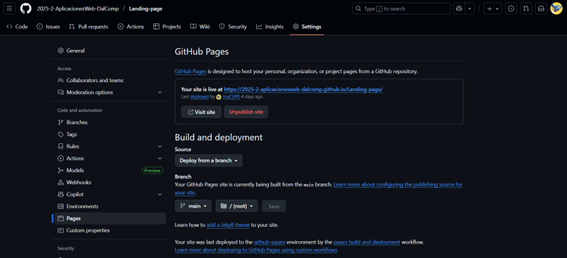 2025-2-AplicacionesWeb-DalComp / Landing-page
Type / to search
Code
Issues
Pull requests
Actions
Projects
Wiki
Security
Insights
Settings
General
Access
Collaborators and teams
Moderation options
Code and automation
Branches
Tags
Rules
Actions
Models
Preview
Webhooks
Copilot
Environments
Pages
Custom properties
Security
GitHub Pages
GitHub Pages is designed to host your personal, organization, or project pages from a GitHub repository.
Your site is live at https://2025-2-aplicacionesweb-dalcomp.github.io/Landing-page/
Last deployed by 4 days ago
Visit site
Unpublish site
Build and deployment
Source
Deploy from a branch
Branch
Your GitHub Pages site is currently being built from the main branch. Learn more about configuring the publishing source for
your site.
main
/ (root)
Save
Learn how to add a Jekyll theme to your site.
Your site was last deployed to the github-pages environment by the pages build and deployment workflow.
Learn more about deploying to GitHub Pages using custom workflows